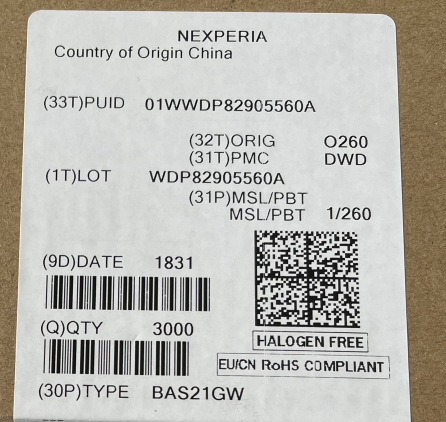 NEXPERIA
Country of Origin China
(33T)PUID 01WWDP82905560A
(32T)ORIG O260
(31T)PMC DWD
(1T)LOT WDP82905560A
(31P)MSL/PBT
MSL/PBT 1/260
(9D)DATE 1831
(Q)QTY 3000
HALOGEN FREE
EU/CN RoHS COMPLIANT
(30P)TYPE BAS21GW